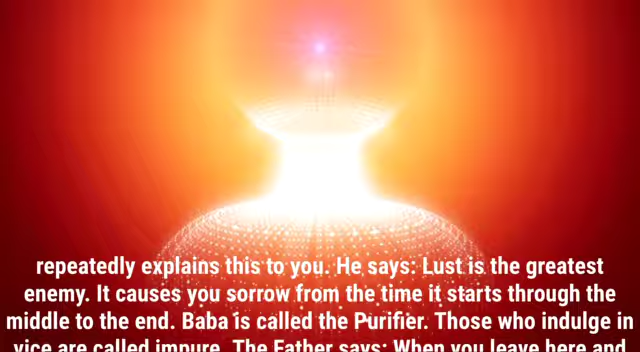 repeatedly explains this to you. He says: Lust is the greatest
enemy. It causes you sorrow from the time it starts through the
middle to the end. Baba is called the Purifier. Those who indulge in
vice are called impure. The Father says: When you leave here and